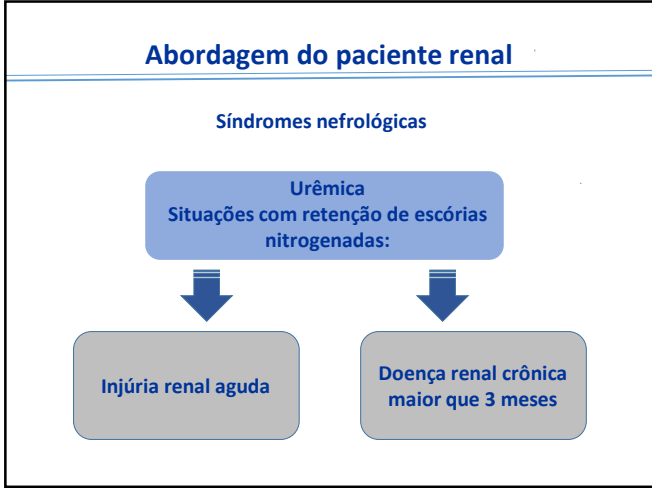 Abordagem do paciente renal
Síndromes nefrológicas
Urêmica
Situações com retenção de escórias
nitrogenadas:
Injúria renal aguda
Doença renal crônica
maior que 3 meses